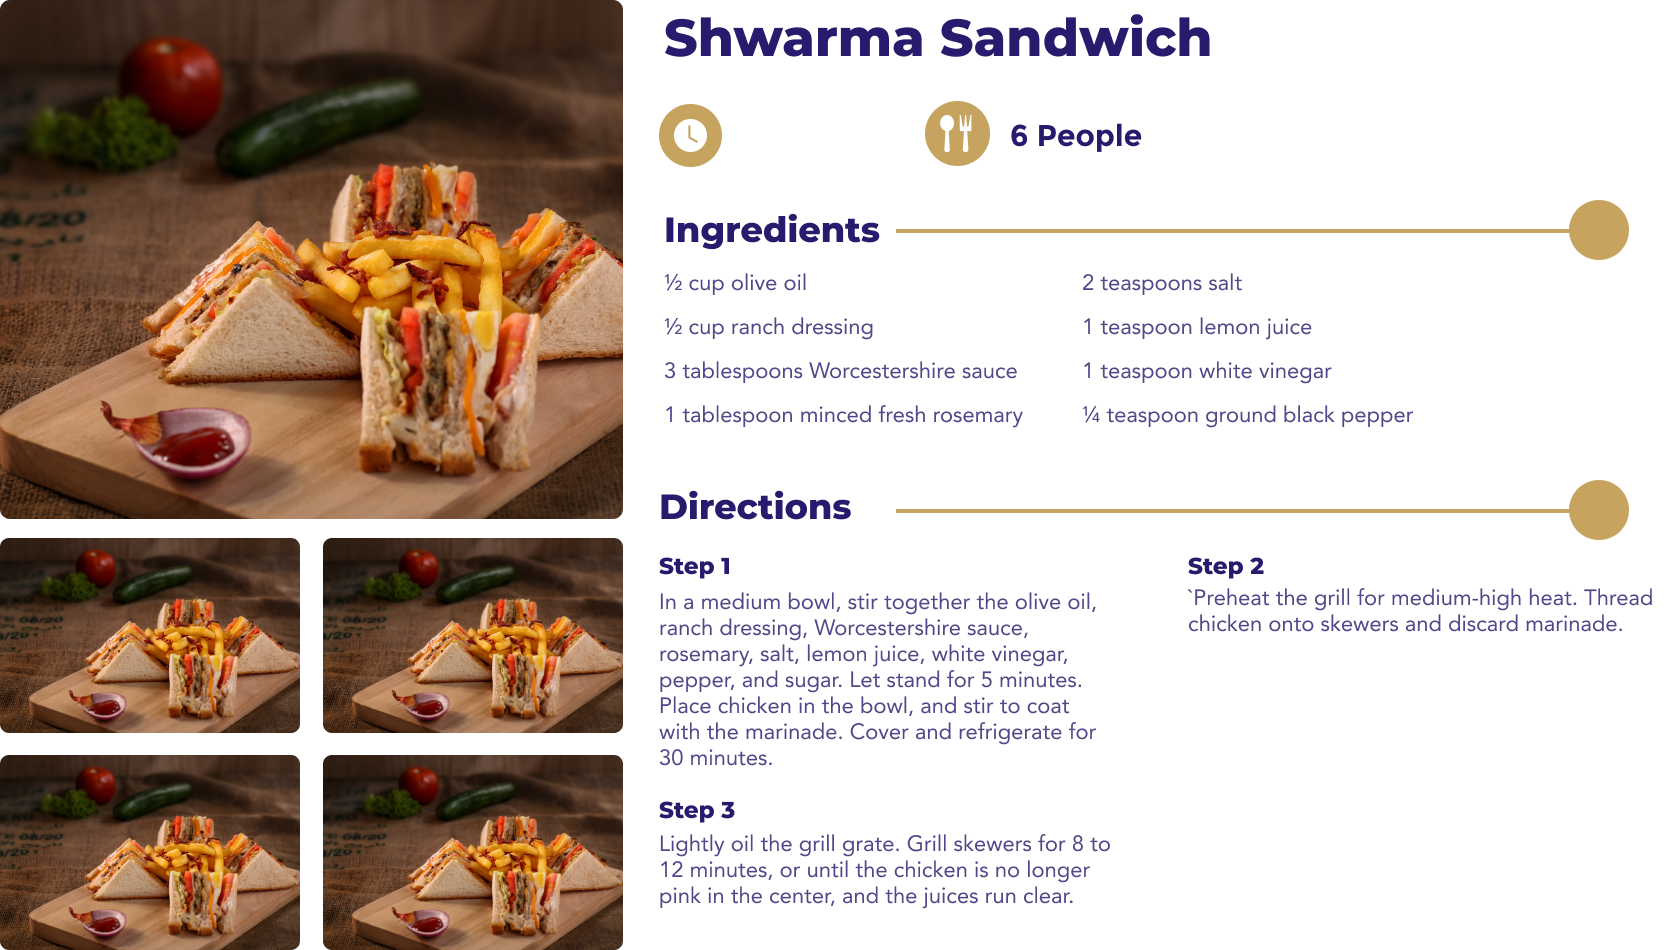 Shwarma Sandwich
6 People
Ingredients
½ cup olive oil
½ cup ranch dressing
3 tablespoons Worcestershire sauce
1 tablespoon minced fresh rosemary
2 teaspoons salt
1 teaspoon lemon juice
1 teaspoon white vinegar
¼ teaspoon ground black pepper
Directions
Step 1
In a medium bowl, stir together the olive oil,
ranch dressing, Worcestershire sauce,
rosemary, salt, lemon juice, white vinegar,
pepper, and sugar. Let stand for 5 minutes.
Place chicken in the bowl, and stir to coat
with the marinade. Cover and refrigerate for
30 minutes.
Step 2
`Preheat the grill for medium-high heat. Thread
chicken onto skewers and discard marinade.
Step 3
Lightly oil the grill grate. Grill skewers for 8 to
12 minutes, or until the chicken is no longer
pink in the center, and the juices run clear.